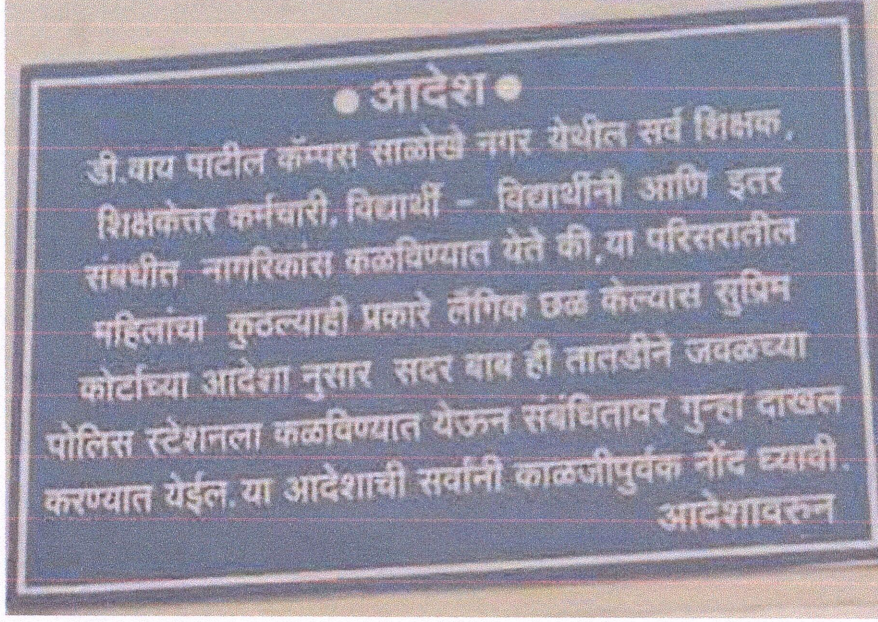 ● आदेश ●
डी.वाय पाटील कॅम्पस साळोखे नगर येथील सर्व शिक्षक,
शिक्षकेत्तर कर्मचारी, विद्यार्थी - विद्यार्थीनी आणि इतर
संबधीत नागरिकांस कळविण्यात येते की,या परिसरातील
महिलांचा कुठल्याही प्रकारे लैंगिक छळ केल्यास सुप्रिम
कोर्टाच्या आदेशा नुसार सदर बाब ही तातडीने जवळच्या
पोलिस स्टेशनला कळविण्यात येऊन संबंधितावर गुन्हा दाखल
करण्यात येईल.या आदेशाची सर्वांनी काळजीपुर्वक नोंद घ्यावी.
आदेशावरुन